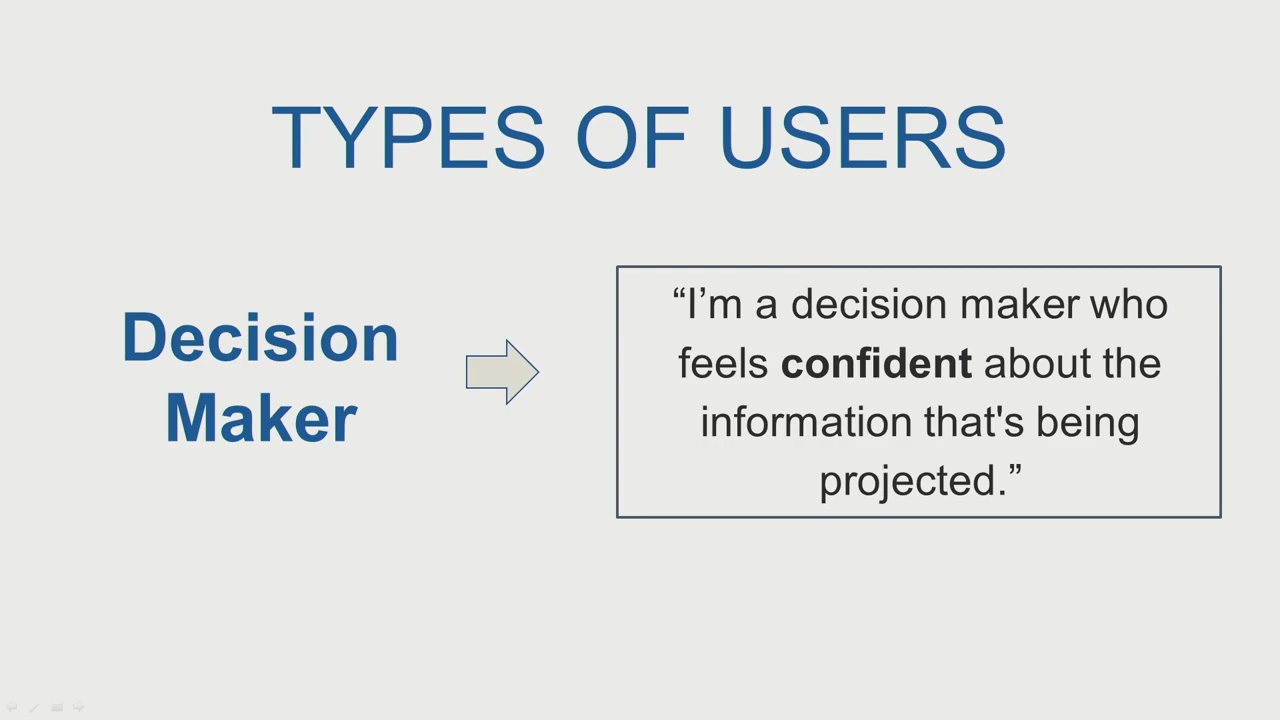 TYPES OF USERS
Decision
Maker
“I’m a decision maker who
feels confident about the
information that's being
projected.”